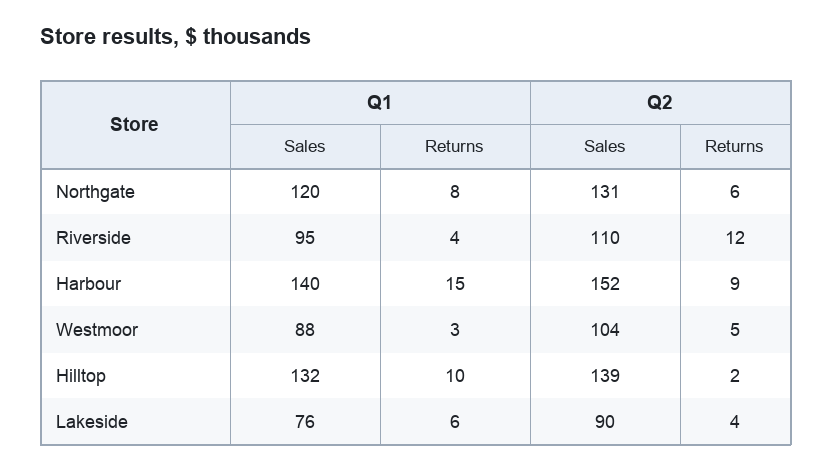 Store results, $ thousands
Store Q1 Q2
Sales Returns Sales Returns
Northgate 120 8 131 6
Riverside 95 4 110 12
Harbour 140 15 152 9
Westmoor 88 3 104 5
Hilltop 132 10 139 2
Lakeside 76 6 90 4